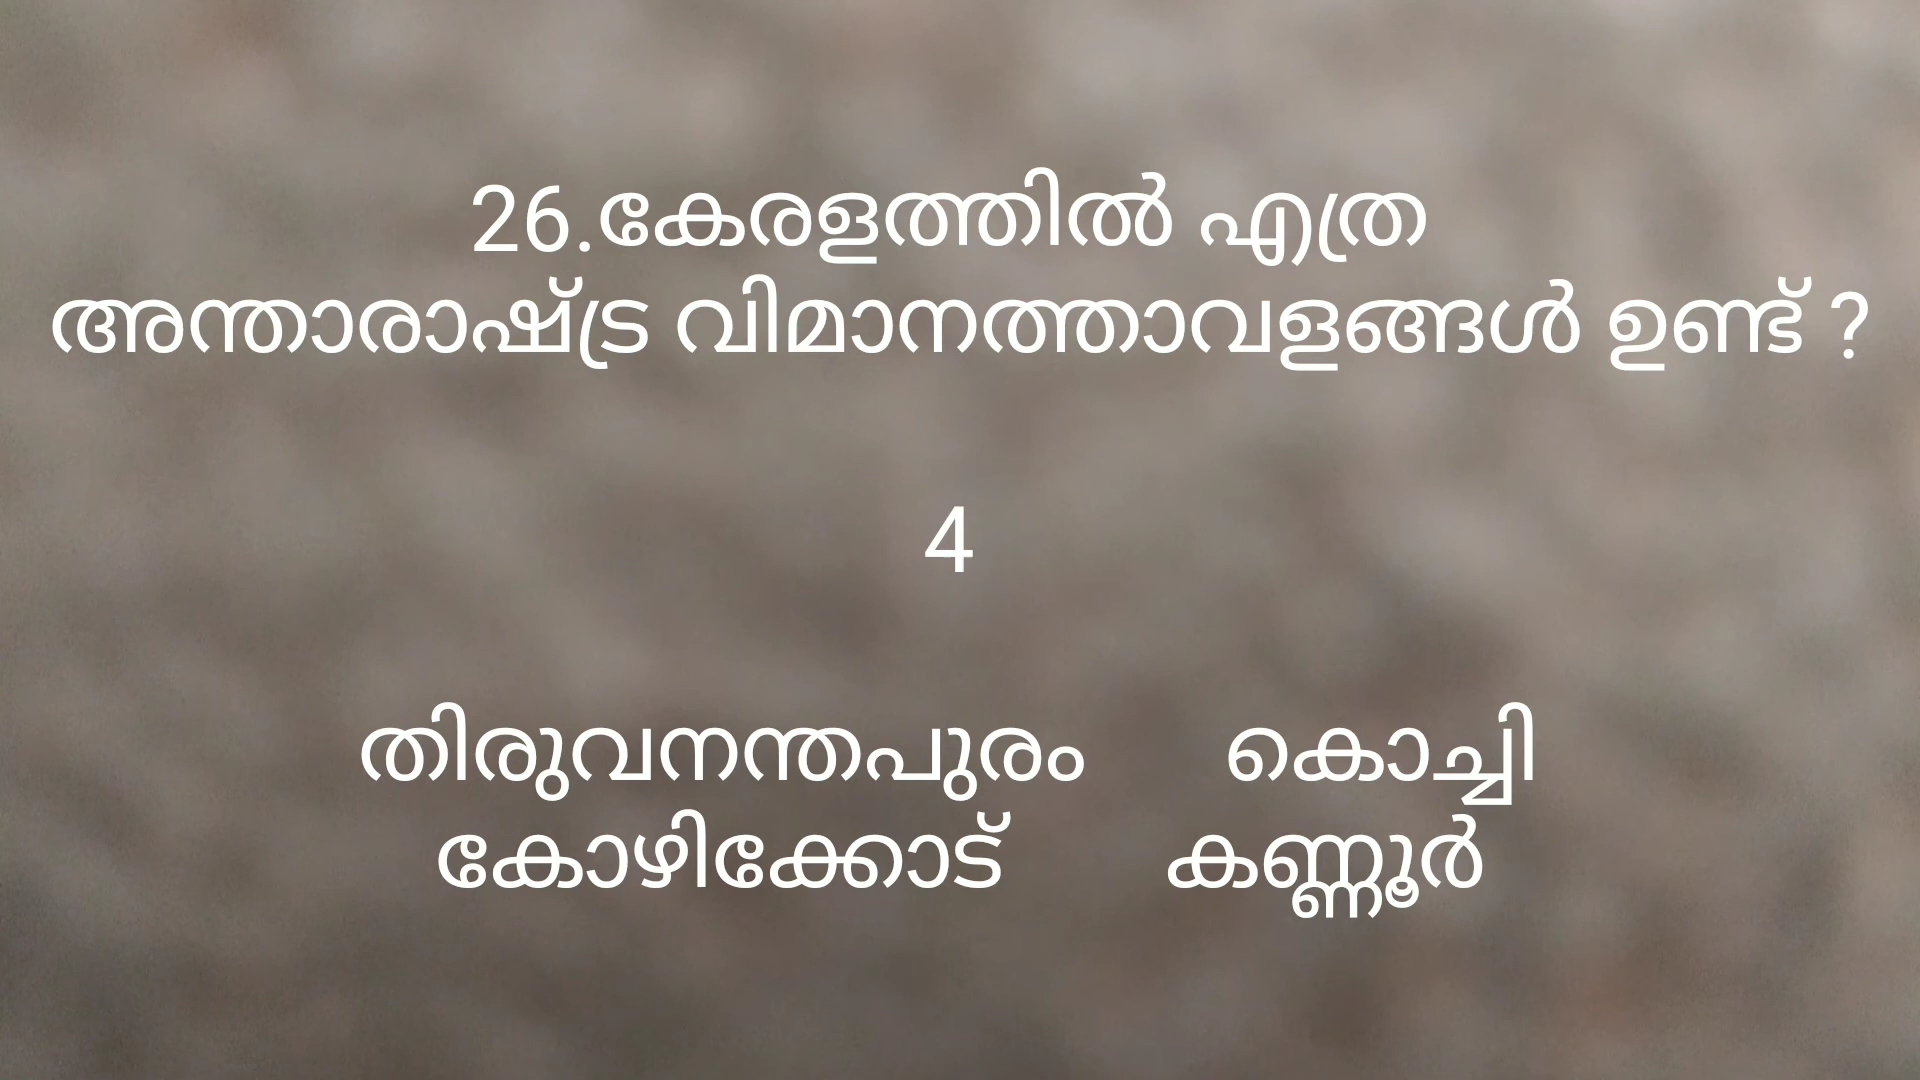 26.കേരളത്തിൽ എത്ര
അന്താരാഷ്ട്ര വിമാനത്താവളങ്ങൾ ഉണ്ട് ?
4
തിരുവനന്തപുരം കൊച്ചി
കോഴിക്കോട് കണ്ണൂർ